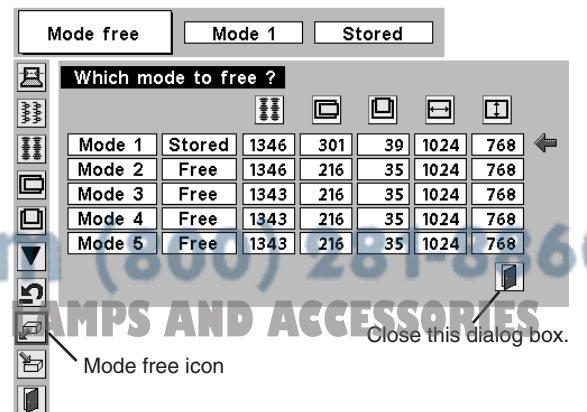 Mode free Mode 1 Stored
Which mode to free ?
Mode 1 Stored 1346 301 39 1024 768
Mode 2 Free 1346 216 35 1024 768
Mode 3 Free 1343 216 35 1024 768
Mode 4 Free 1343 216 35 1024 768
Mode 5 Free 1343 216 35 1024 768
(800) 281-886
LAMPS AND ACCESSORIES
Close this dialog box.
Mode free icon